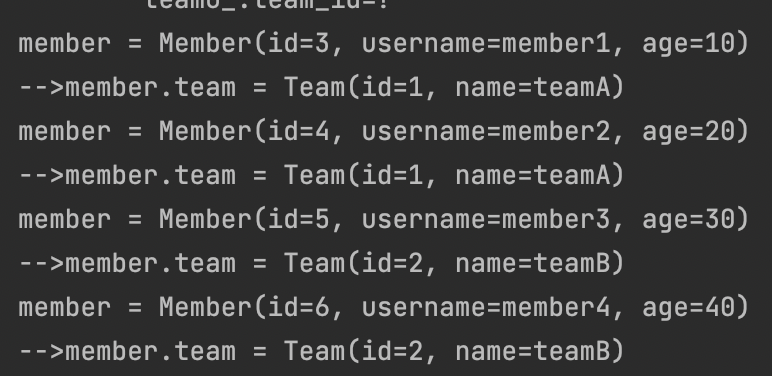 team0_.team_id=?
member = Member(id=3, username=member1, age=10)
-->member.team = Team(id=1, name=teamA)
member = Member(id=4, username=member2, age=20)
-->member.team = Team(id=1, name=teamA)
member = Member(id=5, username=member3, age=30)
-->member.team = Team(id=2, name=teamB)
member = Member(id=6, username=member4, age=40)
-->member.team = Team(id=2, name=teamB)